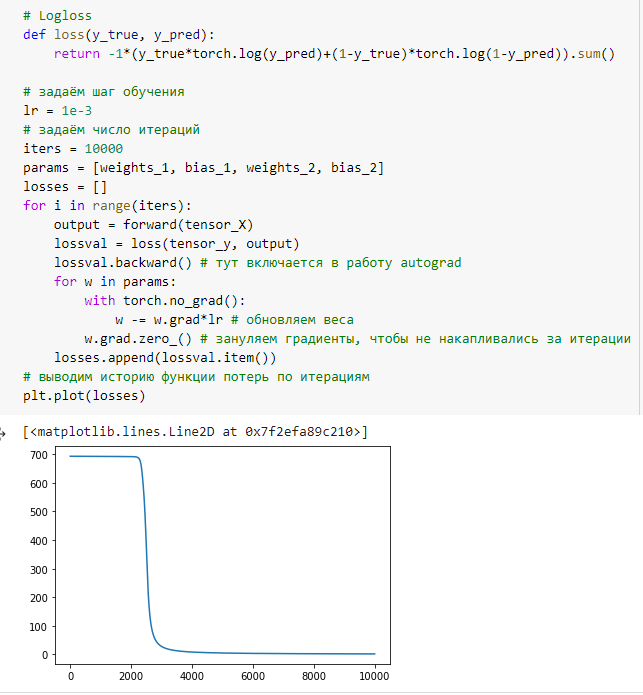 # Logloss
def loss(y_true, y_pred):
    return -1*(y_true*torch.log(y_pred)+(1-y_true)*torch.log(1-y_pred)).sum()

# задаём шаг обучения
lr = 1e-3
# задаём число итераций
iters = 10000
params = [weights_1, bias_1, weights_2, bias_2]
losses = []
for i in range(iters):
    output = forward(tensor_X)
    lossval = loss(tensor_y, output)
    lossval.backward() # тут включается в работу autograd
    for w in params:
        with torch.no_grad():
            w -= w.grad*lr # обновляем веса
        w.grad.zero_() # зануляем градиенты, чтобы не накапливались за итерации
    losses.append(lossval.item())
# выводим историю функции потерь по итерациям
plt.plot(losses)
[<matplotlib.lines.Line2D at 0x7f2efa89c210>]
700
600
500
400
300
200
100
0
0 2000 4000 6000 8000 10000